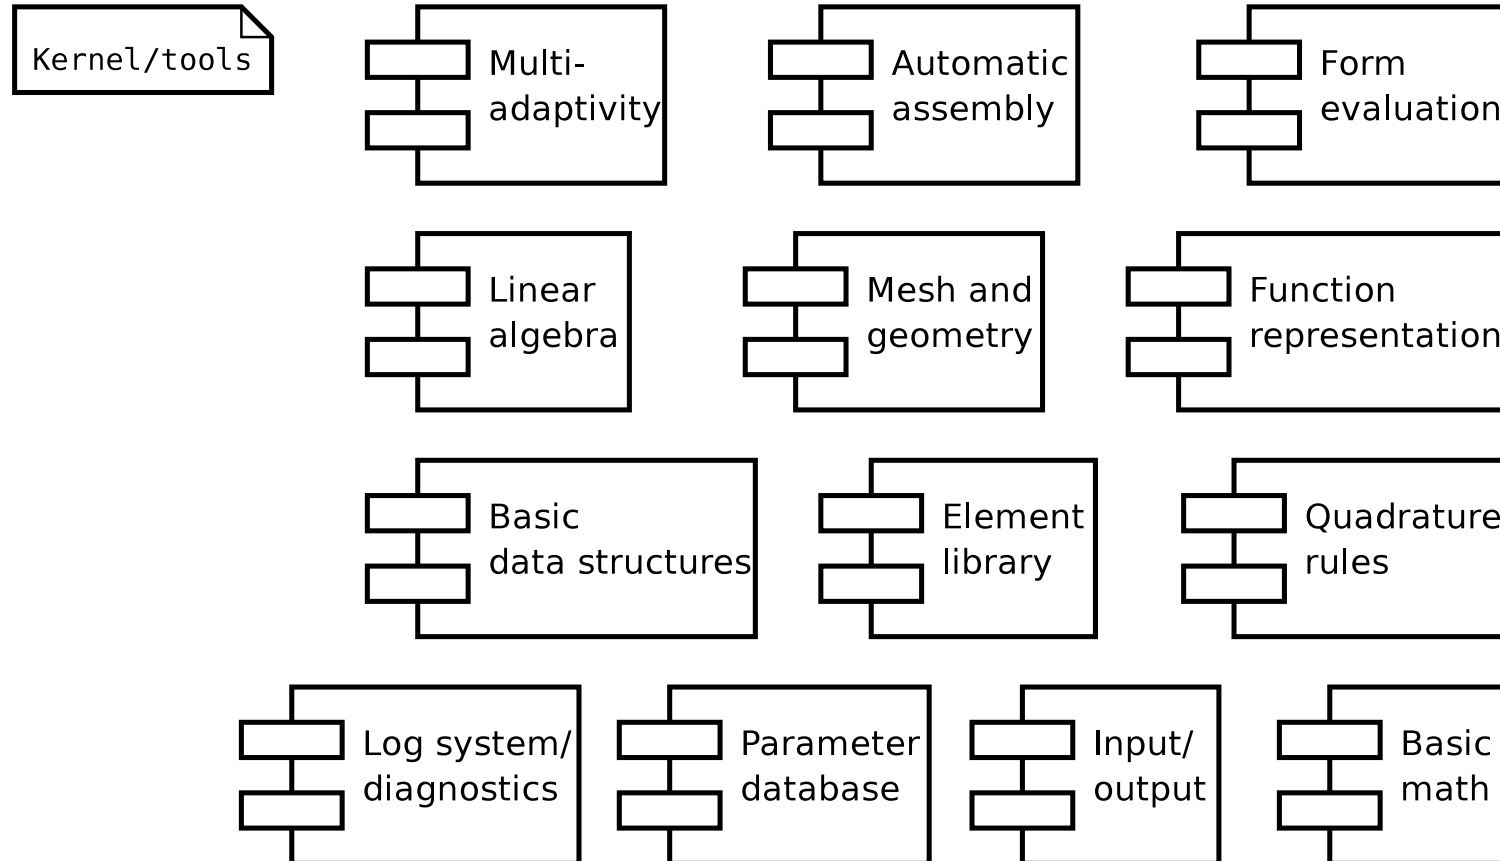 Kernel/tools
Multi-
adaptivity
Automatic
assembly
Form
evaluation
Linear
algebra
Mesh and
geometry
Function
representation
Basic
data structures
Element
library
Quadrature
rules
Log system/
diagnostics
Parameter
database
Input/
output
Basic
math